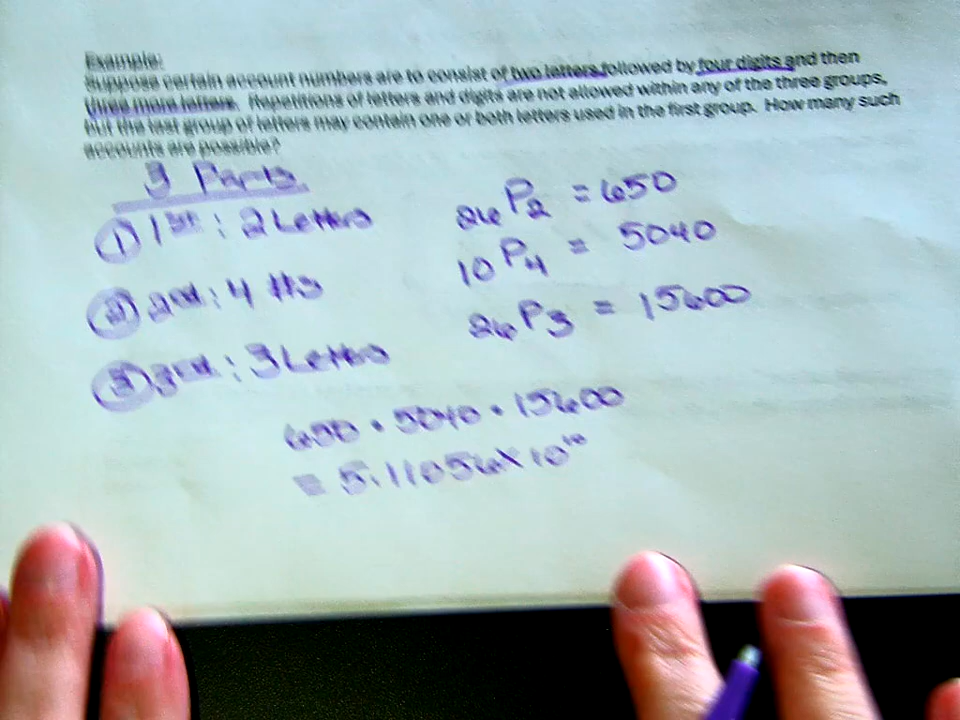 Example:
Suppose certain account numbers are to consist of two letters followed by four digits and then
three more letters. Repetitions of letters and digits are not allowed within any of the three groups,
but the last group of letters may contain one or both letters used in the first group. How many such
accounts are possible?
3 Parts
① 1st: 2 Letters 26P2 = 650
② 2nd: 4 #s 10P4 = 5040
③ 3rd: 3 Letters 26P3 = 15600
650 • 5040 • 15600
= 5.11056 x 10^10